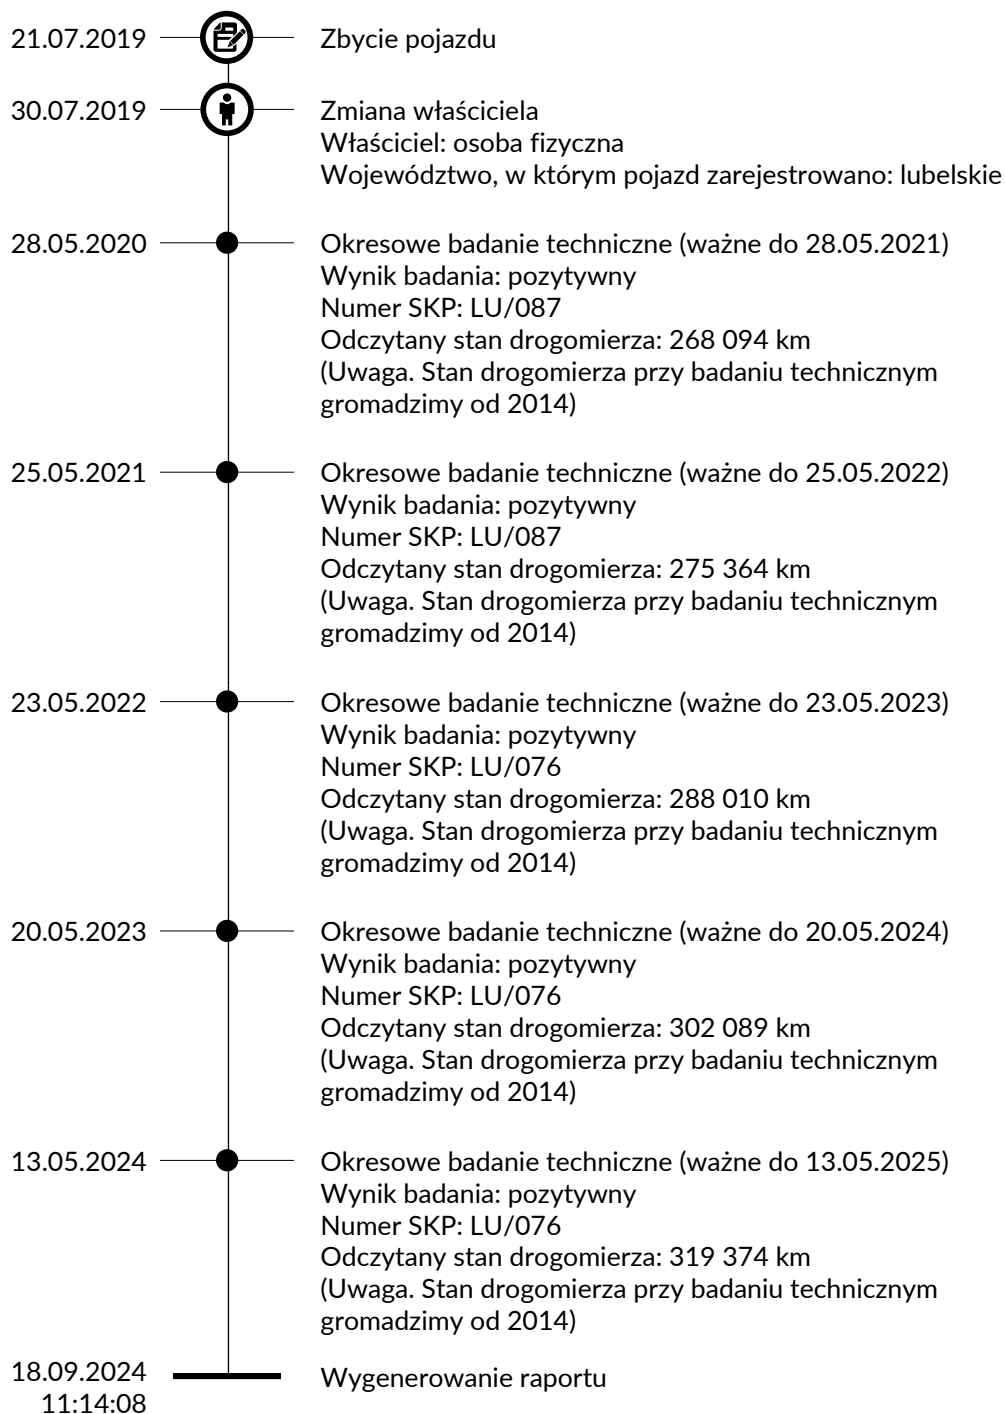 21.07.2019 Zbycie pojazdu
30.07.2019 Zmiana właściciela
Właściciel: osoba fizyczna
Województwo, w którym pojazd zarejestrowano: lubelskie
28.05.2020 Okresowe badanie techniczne (ważne do 28.05.2021)
Wynik badania: pozytywny
Numer SKP: LU/087
Odczytany stan drogomierza: 268 094 km
(Uwaga. Stan drogomierza przy badaniu technicznym
gromadzimy od 2014)
25.05.2021 Okresowe badanie techniczne (ważne do 25.05.2022)
Wynik badania: pozytywny
Numer SKP: LU/087
Odczytany stan drogomierza: 275 364 km
(Uwaga. Stan drogomierza przy badaniu technicznym
gromadzimy od 2014)
23.05.2022 Okresowe badanie techniczne (ważne do 23.05.2023)
Wynik badania: pozytywny
Numer SKP: LU/076
Odczytany stan drogomierza: 288 010 km
(Uwaga. Stan drogomierza przy badaniu technicznym
gromadzimy od 2014)
20.05.2023 Okresowe badanie techniczne (ważne do 20.05.2024)
Wynik badania: pozytywny
Numer SKP: LU/076
Odczytany stan drogomierza: 302 089 km
(Uwaga. Stan drogomierza przy badaniu technicznym
gromadzimy od 2014)
13.05.2024 Okresowe badanie techniczne (ważne do 13.05.2025)
Wynik badania: pozytywny
Numer SKP: LU/076
Odczytany stan drogomierza: 319 374 km
(Uwaga. Stan drogomierza przy badaniu technicznym
gromadzimy od 2014)
18.09.2024 Wygenerowanie raportu
11:14:08